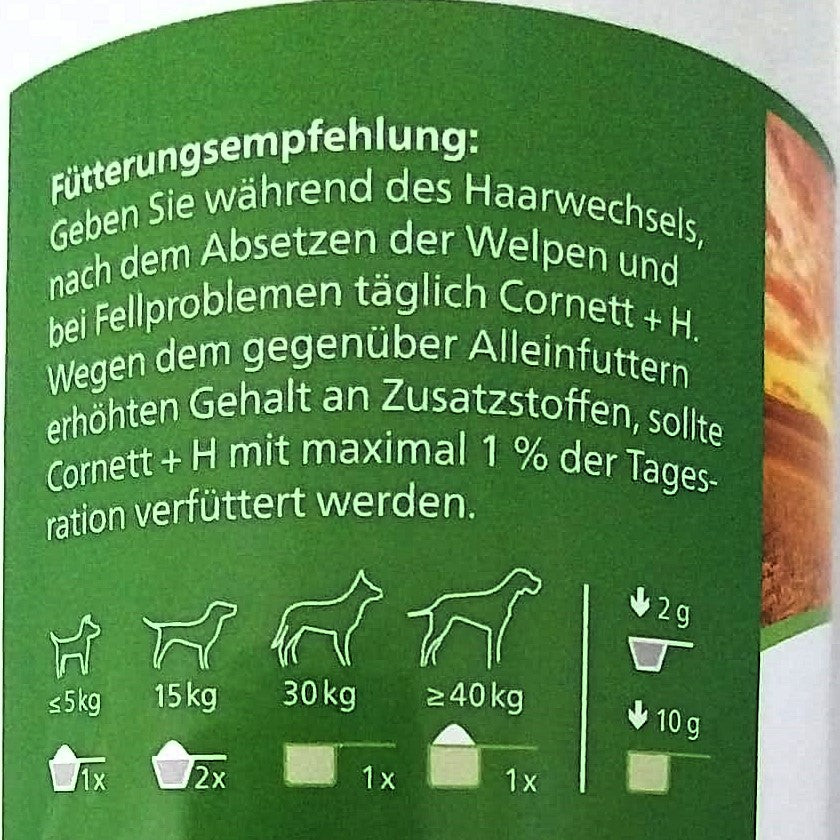 Fütterungsempfehlung:
Geben Sie während des Haarwechsels,
nach dem Absetzen der Welpen und
bei Fellproblemen täglich Cornett + H.
Wegen dem gegenüber Alleinfuttern
erhöhten Gehalt an Zusatzstoffen, sollte
Cornett + H mit maximal 1 % der Tages-
ration verfüttert werden.
≤5kg 15kg 30kg ≥40kg
1x 2x 1x 1x
2g
10g